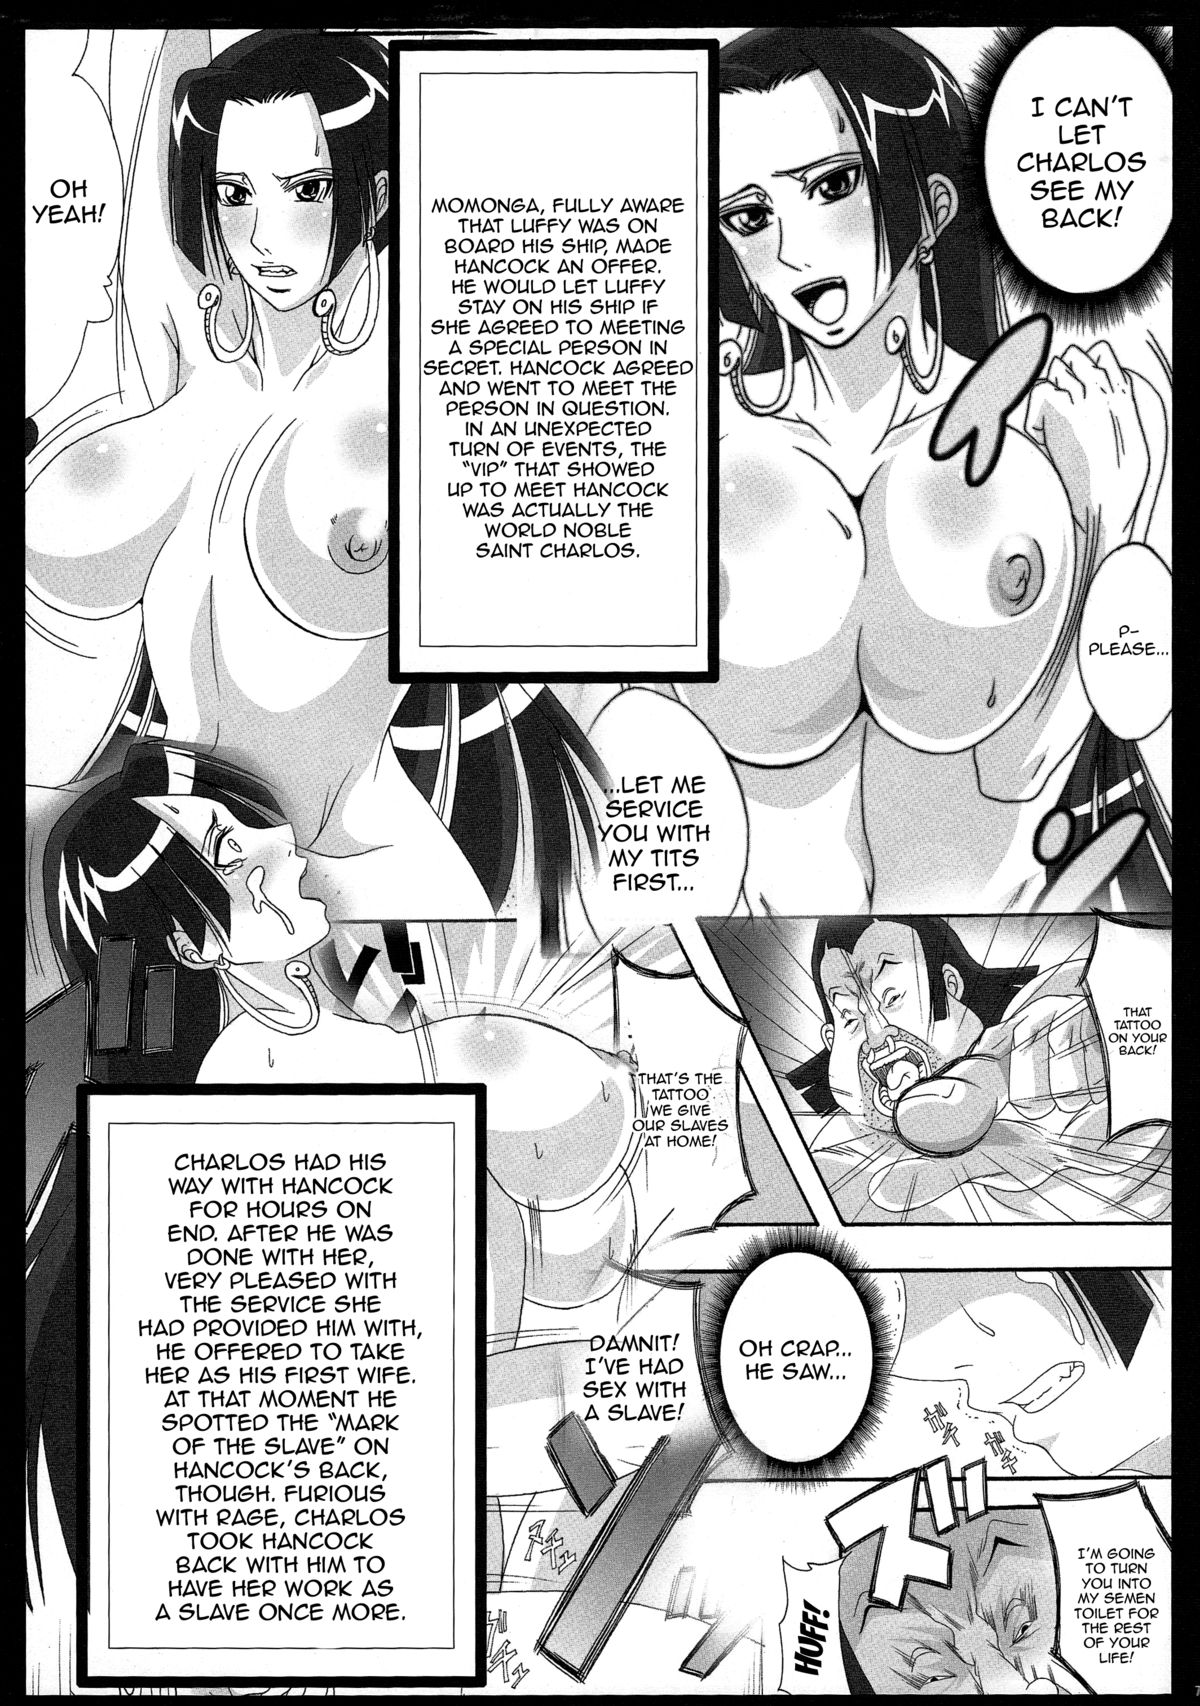 I CAN'T
LET
CHARLOS
SEE MY
BACK!
P-
PLEASE...
...LET ME
SERVICE
YOU WITH
MY TITS
FIRST...
MOMONGA, FULLY AWARE
THAT LUFFY WAS ON
BOARD HIS SHIP, MADE
HANCOCK AN OFFER.
HE WOULD LET LUFFY
STAY ON HIS SHIP IF
SHE AGREED TO MEETING
A SPECIAL PERSON IN
SECRET. HANCOCK AGREED
AND WENT TO MEET THE
PERSON IN QUESTION.
IN AN UNEXPECTED
TURN OF EVENTS, THE
"VIP" THAT SHOWED
UP TO MEET HANCOCK
WAS ACTUALLY THE
WORLD NOBLE
SAINT CHARLOS.
OH
YEAH!
THAT
TATTOO
ON YOUR
BACK!
THAT'S THE
TATTOO
WE GIVE
OUR SLAVES
AT HOME!
OH CRAP...
HE SAW...
ガチ
ガチ
DAMNIT!
I'VE HAD
SEX WITH
A SLAVE!
I'M GOING
TO TURN
YOU INTO
MY SEMEN
TOILET FOR
THE REST
OF YOUR
LIFE!
HUFF!
CHARLOS HAD HIS
WAY WITH HANCOCK
FOR HOURS ON
END. AFTER HE WAS
DONE WITH HER,
VERY PLEASED WITH
THE SERVICE SHE
HAD PROVIDED HIM WITH,
HE OFFERED TO TAKE
HER AS HIS FIRST WIFE.
AT THAT MOMENT HE
SPOTTED THE "MARK
OF THE SLAVE" ON
HANCOCK'S BACK,
THOUGH. FURIOUS
WITH RAGE, CHARLOS
TOOK HANCOCK
BACK WITH HIM TO
HAVE HER WORK AS
A SLAVE ONCE MORE.
7